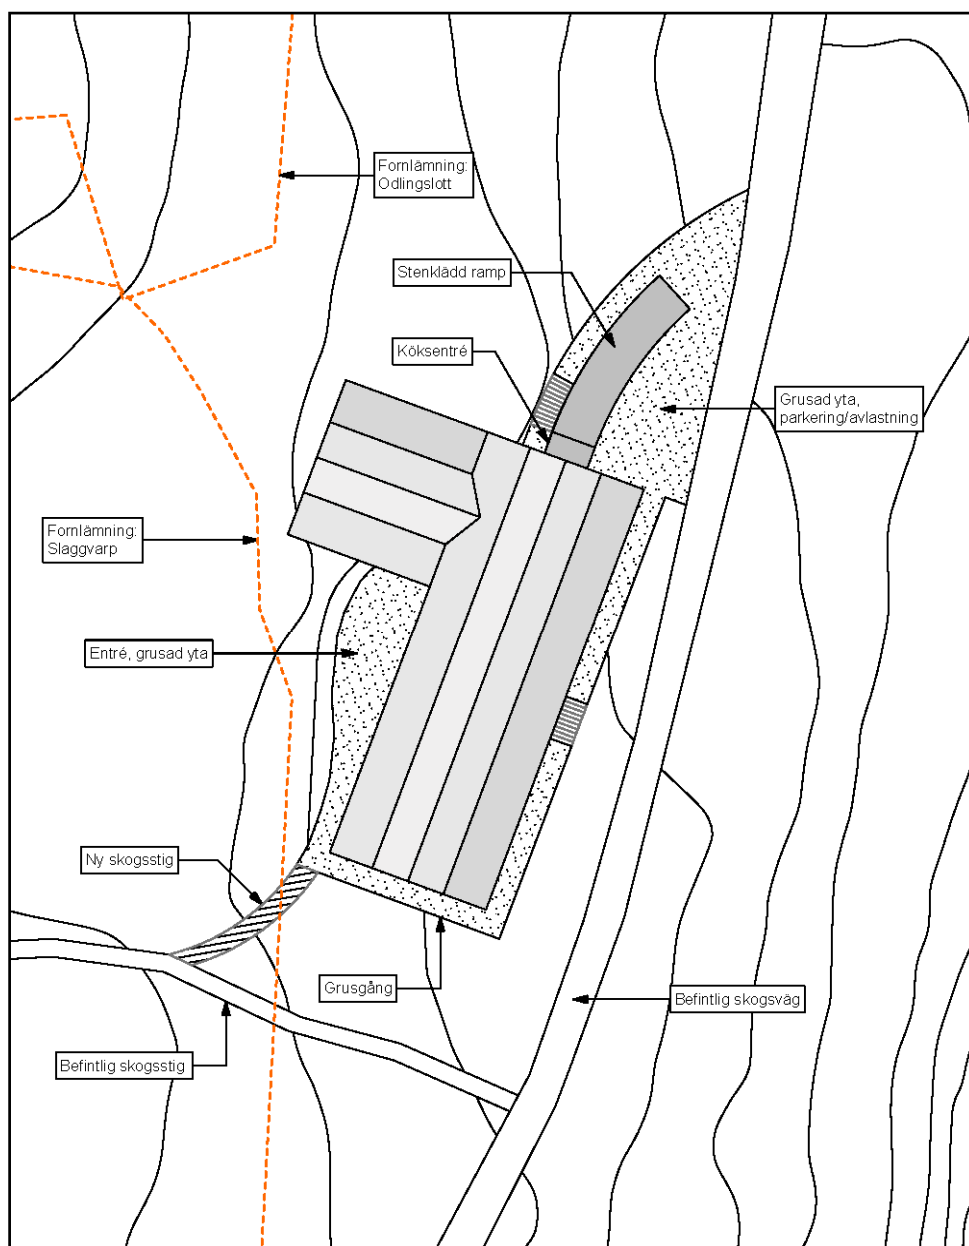 Fornlämning:
Odlingslott
Stenklädd ramp
Köksentré
Grusad yta,
parkering/avlastning
Fornlämning:
Slaggvarp
Entré, grusad yta
Ny skogsstig
Grusgång
Befintlig skogsväg
Befintlig skogsstig